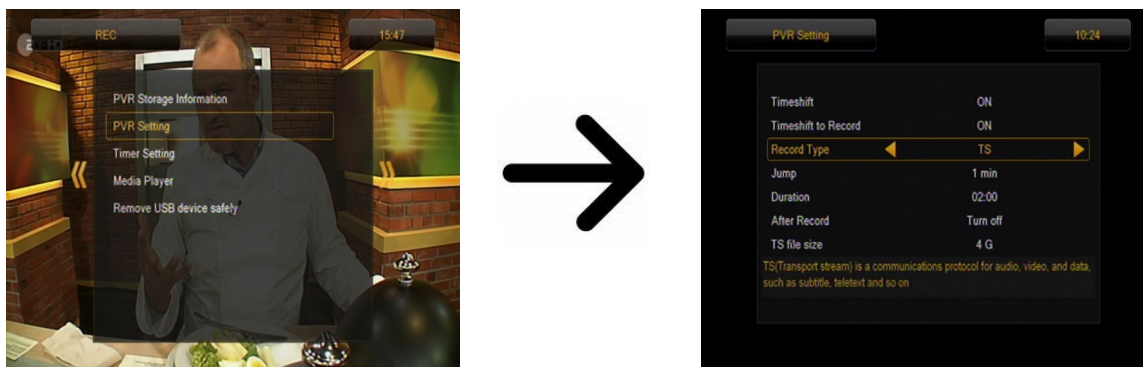 REC
15:47
PVR Storage Information
PVR Setting
Timer Setting
Media Player
Remove USB device safely
PVR Setting
10:24
Timeshift ON
Timeshift to Record ON
Record Type TS
Jump 1 min
Duration 02:00
After Record Turn off
TS file size 4 G
TS(Transport stream) is a communications protocol for audio, video, and data,
such as subtitle, teletext and so on